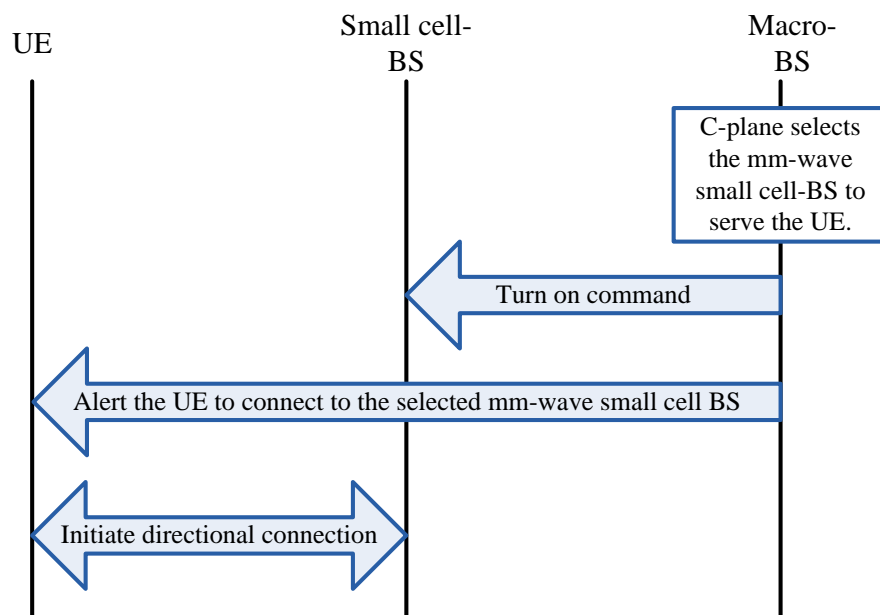 UE
Small cell-
BS
Macro-
BS
C-plane selects
the mm-wave
small cell-BS to
serve the UE.
Turn on command
Alert the UE to connect to the selected mm-wave small cell BS
Initiate directional connection